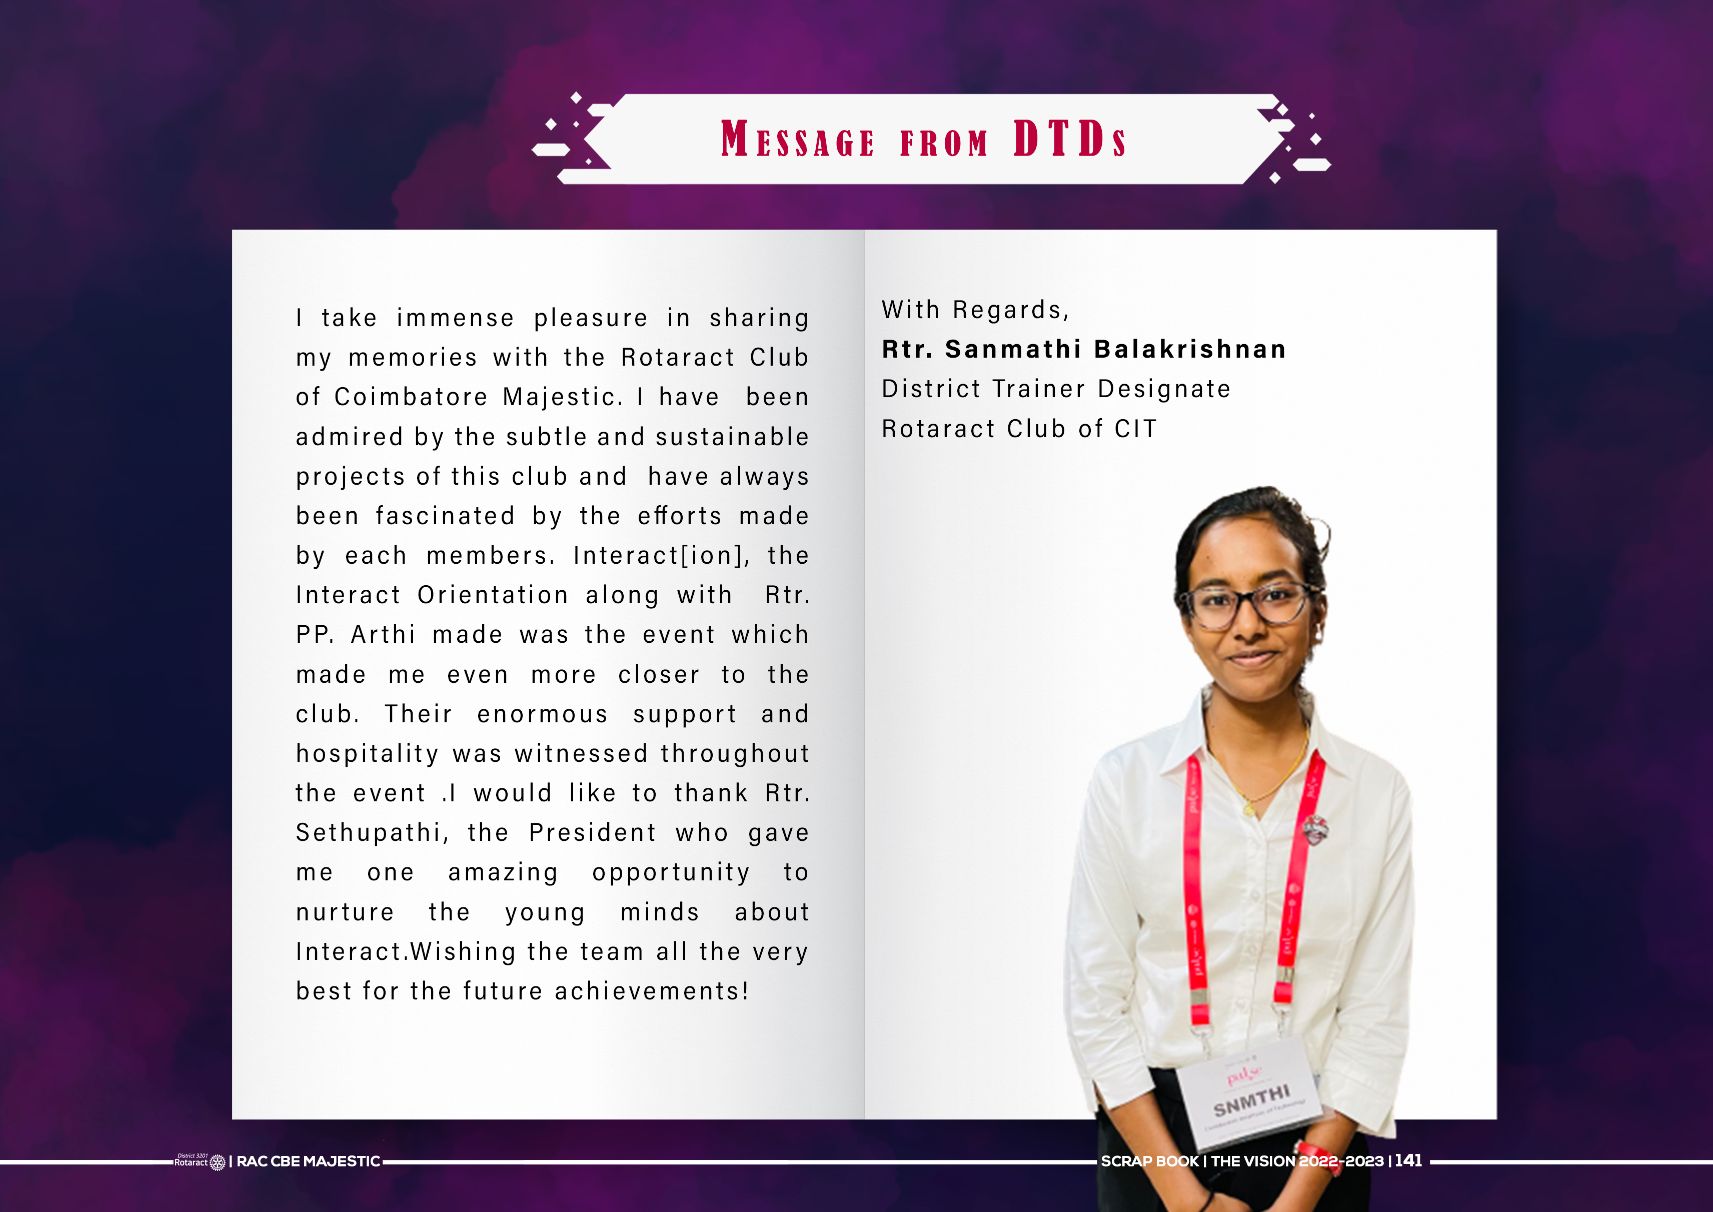 Message from DTDs
I take immense pleasure in sharing
my memories with the Rotaract Club
of Coimbatore Majestic. I have been
admired by the subtle and sustainable
projects of this club and have always
been fascinated by the efforts made
by each members. Interact[ion], the
Interact Orientation along with Rtr.
PP. Arthi made was the event which
made me even more closer to the
club. Their enormous support and
hospitality was witnessed throughout
the event .I would like to thank Rtr.
Sethupathi, the President who gave
me one amazing opportunity to
nurture the young minds about
Interact.Wishing the team all the very
best for the future achievements!
With Regards,
Rtr. Sanmathi Balakrishnan
District Trainer Designate
Rotaract Club of CIT
pulse
SNMTHI
Coimbatore Institute of Technology
District 3201
Rotaract | RAC CBE MAJESTIC
SCRAP BOOK | THE VISION 2022-2023 | 141